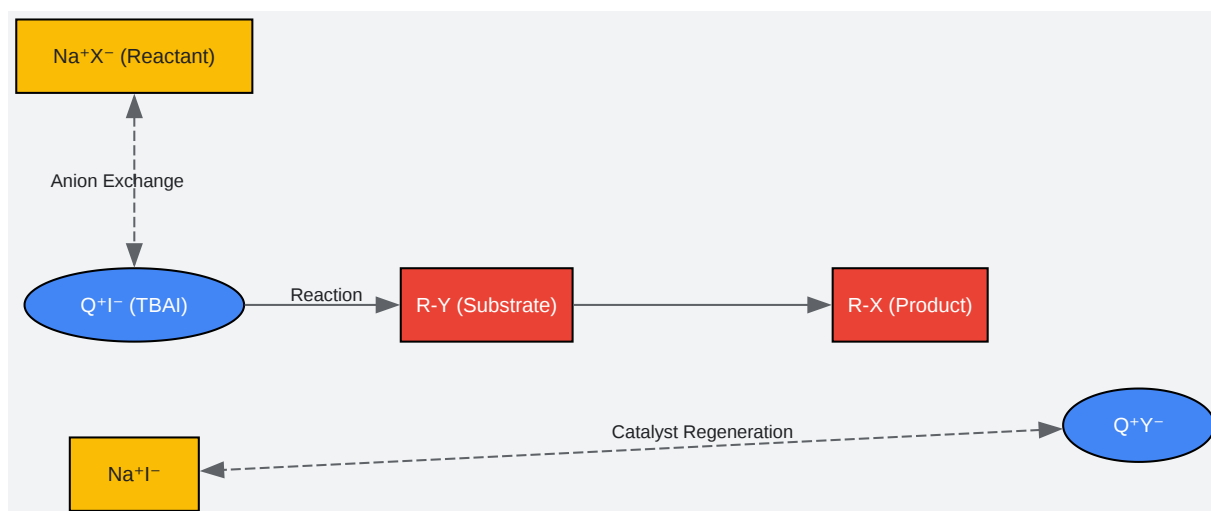 Na⁺X⁻ (Reactant)
Anion Exchange
Q⁺I⁻ (TBAI)
Reaction
R-Y (Substrate)
R-X (Product)
Catalyst Regeneration
Q⁺Y⁻
Na⁺I⁻